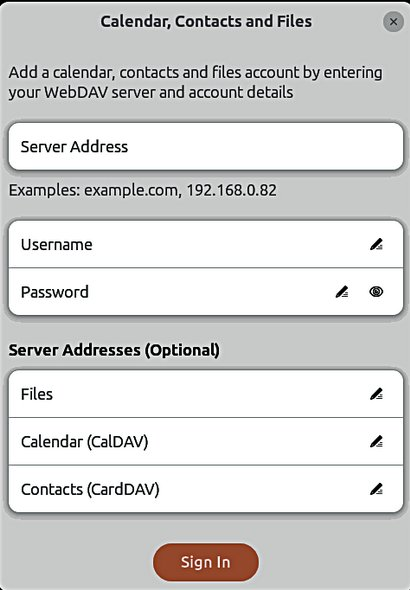 Calendar, Contacts and Files
Add a calendar, contacts and files account by entering
your WebDAV server and account details
Server Address
Examples: example.com, 192.168.0.82
Username
Password
Server Addresses (Optional)
Files
Calendar (CalDAV)
Contacts (CardDAV)
Sign In